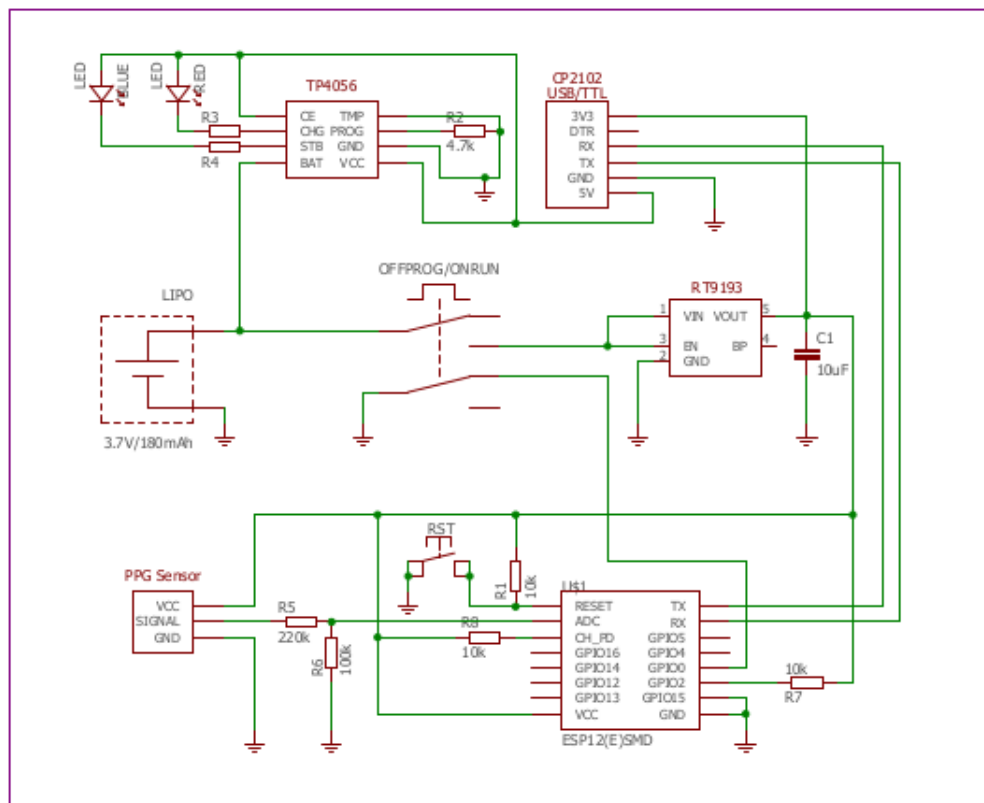 LED
BLUE
LED
RED
R3
R4
TP4056
CE TMP
CHG PROG
STB GND
BAT VCC
R2
4.7k
CP2102
USB/TTL
3V3
DTR
RX
TX
GND
5V
LIPO
3.7V/180mAh
OFFPROG/ONRUN
RT9193
1 VIN VOUT 5
3 EN BP 4
2 GND
C1
10uF
PPG Sensor
VCC
SIGNAL
GND
R5
220k
R6
100k
RST
R1
10k
R8
10k
U$1
RESET TX
ADC RX
CH_PD GPIO5
GPIO16 GPIO4
GPIO14 GPIO0
GPIO12 GPIO2
GPIO13 GPIO15
VCC GND
ESP12(E)SMD
10k
R7